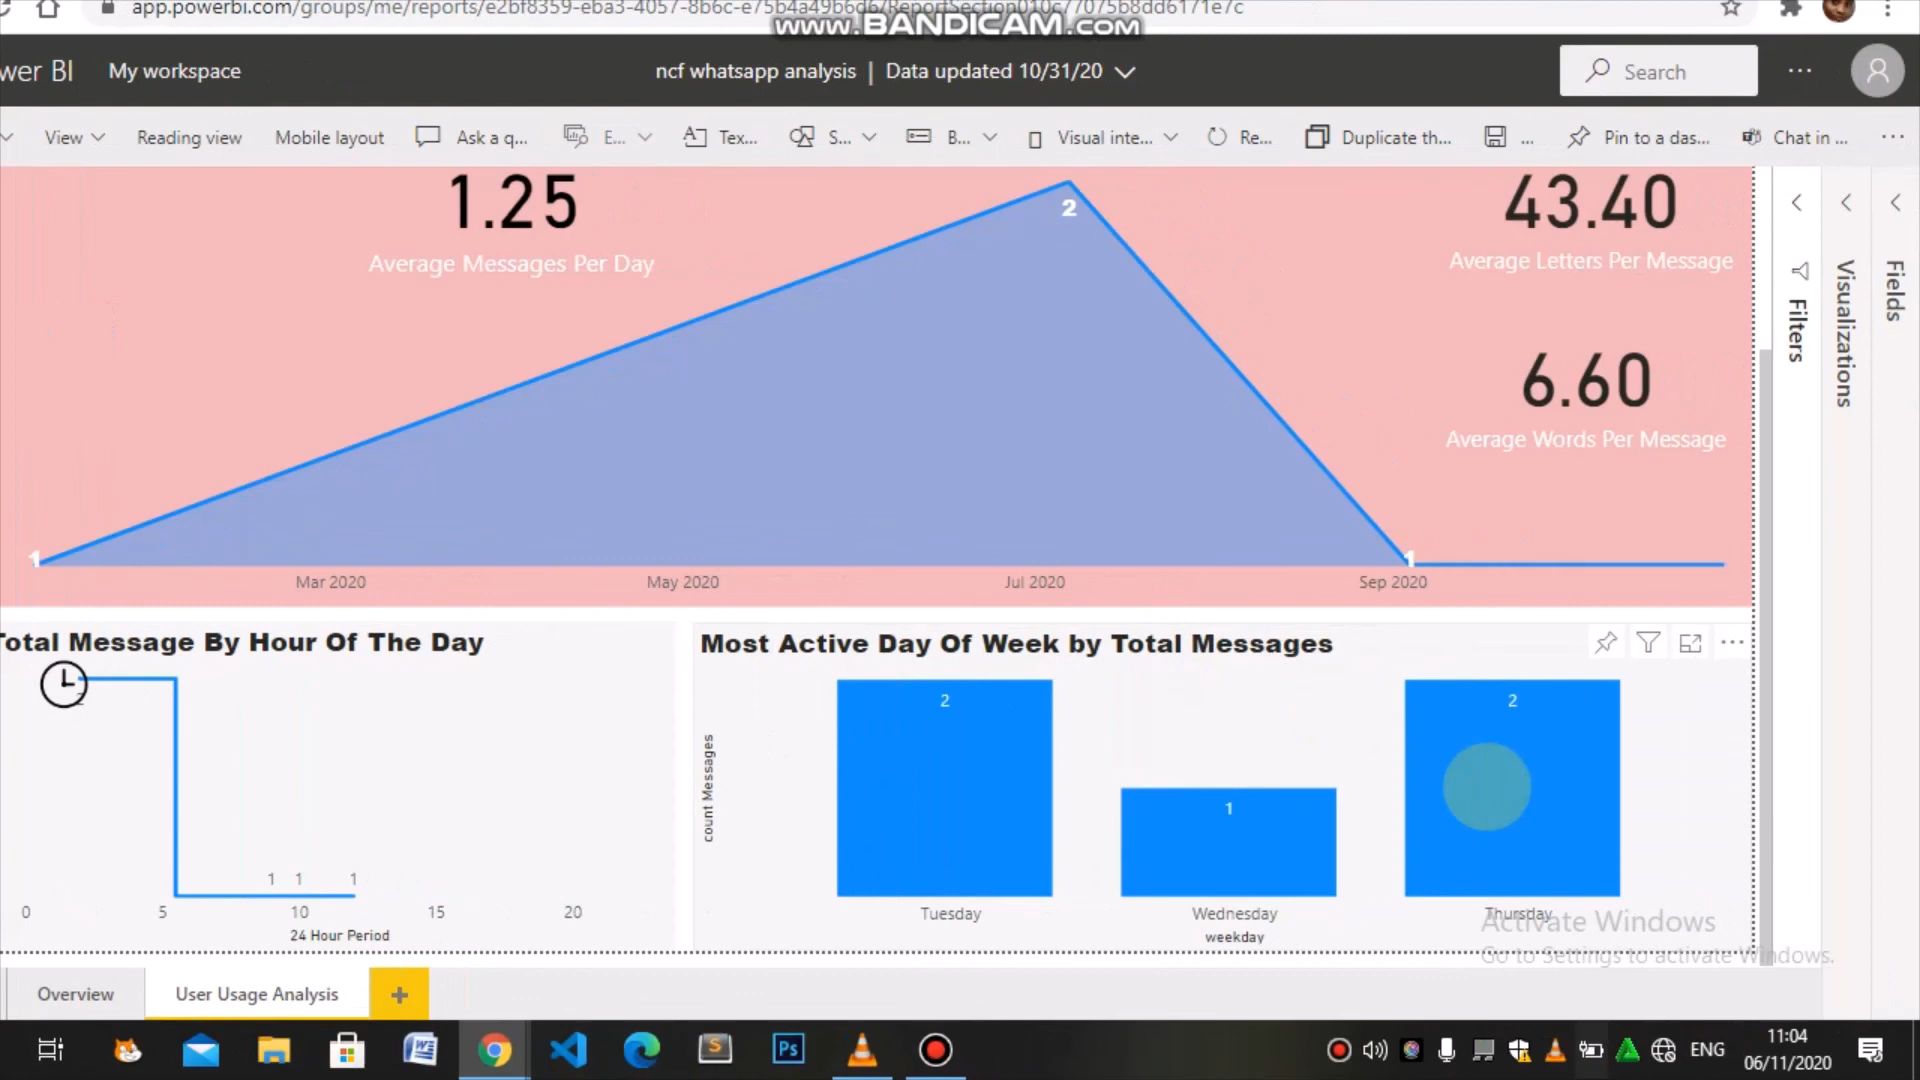 app.powerbi.com/groups/me/reports/e2bf8359-eba3-4057-8b6c-e75b4a49b6d6/ReportSection010c77075b8dd6171e7c
www.BANDICAM.com
wer BI
My workspace
ncf whatsapp analysis | Data updated 10/31/20
Search
View
Reading view
Mobile layout
Ask a q...
E...
Tex...
S...
B...
Visual inte...
Re...
Duplicate th...
...
Pin to a das...
Chat in ...
1.25
Average Messages Per Day
2
43.40
Average Letters Per Message
6.60
Average Words Per Message
1
1
Mar 2020
May 2020
Jul 2020
Sep 2020
Filters
Visualizations
Fields
otal Message By Hour Of The Day
2
1 1 1
0 5 10 15 20
24 Hour Period
Most Active Day Of Week by Total Messages
count Messages
2
1
2
Tuesday
Wednesday
Thursday
weekday
Activate Windows
Go to Settings to activate Windows.
Overview
User Usage Analysis
+
S
Ps
ENG
11:04
06/11/2020